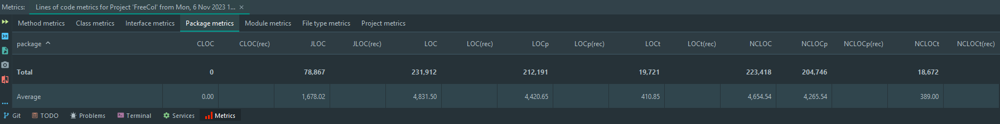 Metrics: Lines of code metrics for Project 'FreeCol' from Mon, 6 Nov 2023 1... ×
Method metrics Class metrics Interface metrics Package metrics Module metrics File type metrics Project metrics
package CLOC CLOC(rec) JLOC JLOC(rec) LOC LOC(rec) LOCp LOCp(rec) LOCt LOCt(rec) NCLOC NCLOCp NCLOCp(rec) NCLOCt NCLOCt(rec)
Total 0 78,867 231,912 212,191 19,721 223,418 204,746 18,672
Average 0.00 1,678.02 4,831.50 4,420.65 410.85 4,654.54 4,265.54 389.00
Git TODO Problems Terminal Services Metrics